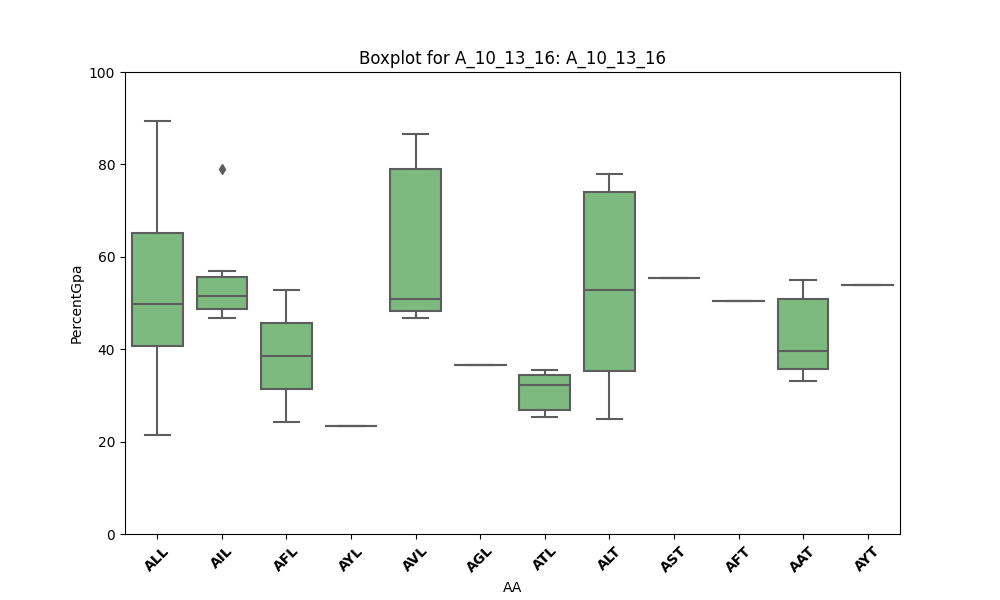 Boxplot for A_10_13_16: A_10_13_16
100
80
60
40
20
0
PercentGpa
ALL AIL AFL AYL AVL AGL ATL ALT AST AFT AAT AYT
AA